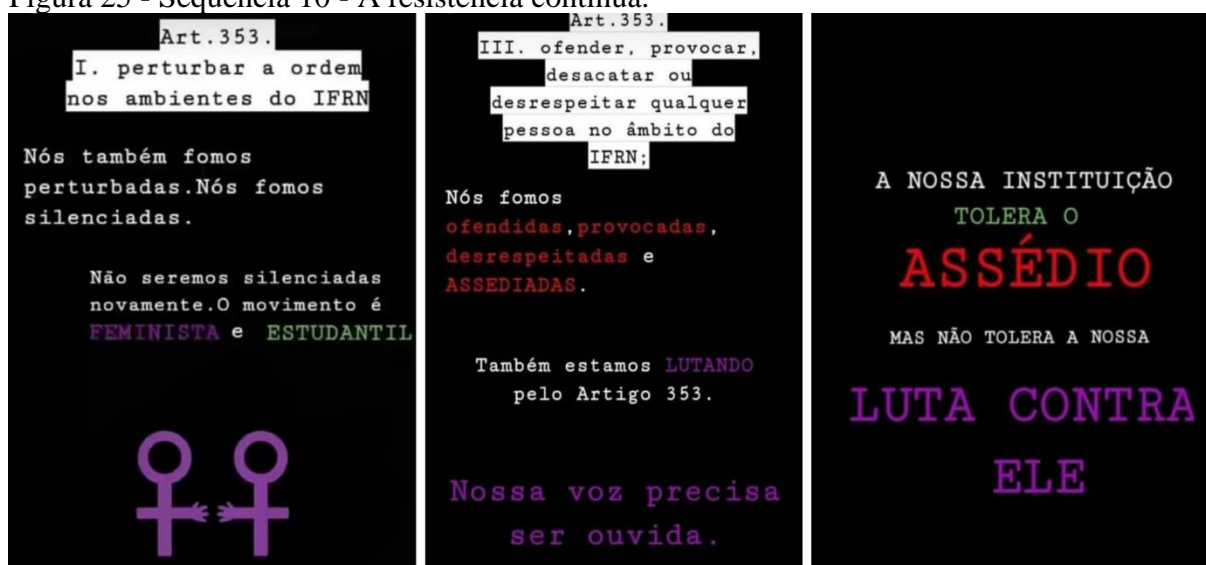 Figura 25 - Sequência 10 - A resistência continua.
Art.353.
I. perturbar a ordem
nos ambientes do IFRN
Nós também fomos
perturbadas.Nós fomos
silenciadas.
Não seremos silenciadas
novamente.O movimento é
FEMINISTA e ESTUDANTIL
Art.353.
III. ofender, provocar,
desacatar ou
desrespeitar qualquer
pessoa no âmbito do
IFRN;
Nós fomos
ofendidas,provocadas,
desrespeitadas e
ASSEDIADAS.
Também estamos LUTANDO
pelo Artigo 353.
Nossa voz precisa
ser ouvida.
A NOSSA INSTITUIÇÃO
TOLERA O
ASSÉDIO
MAS NÃO TOLERA A NOSSA
LUTA CONTRA
ELE